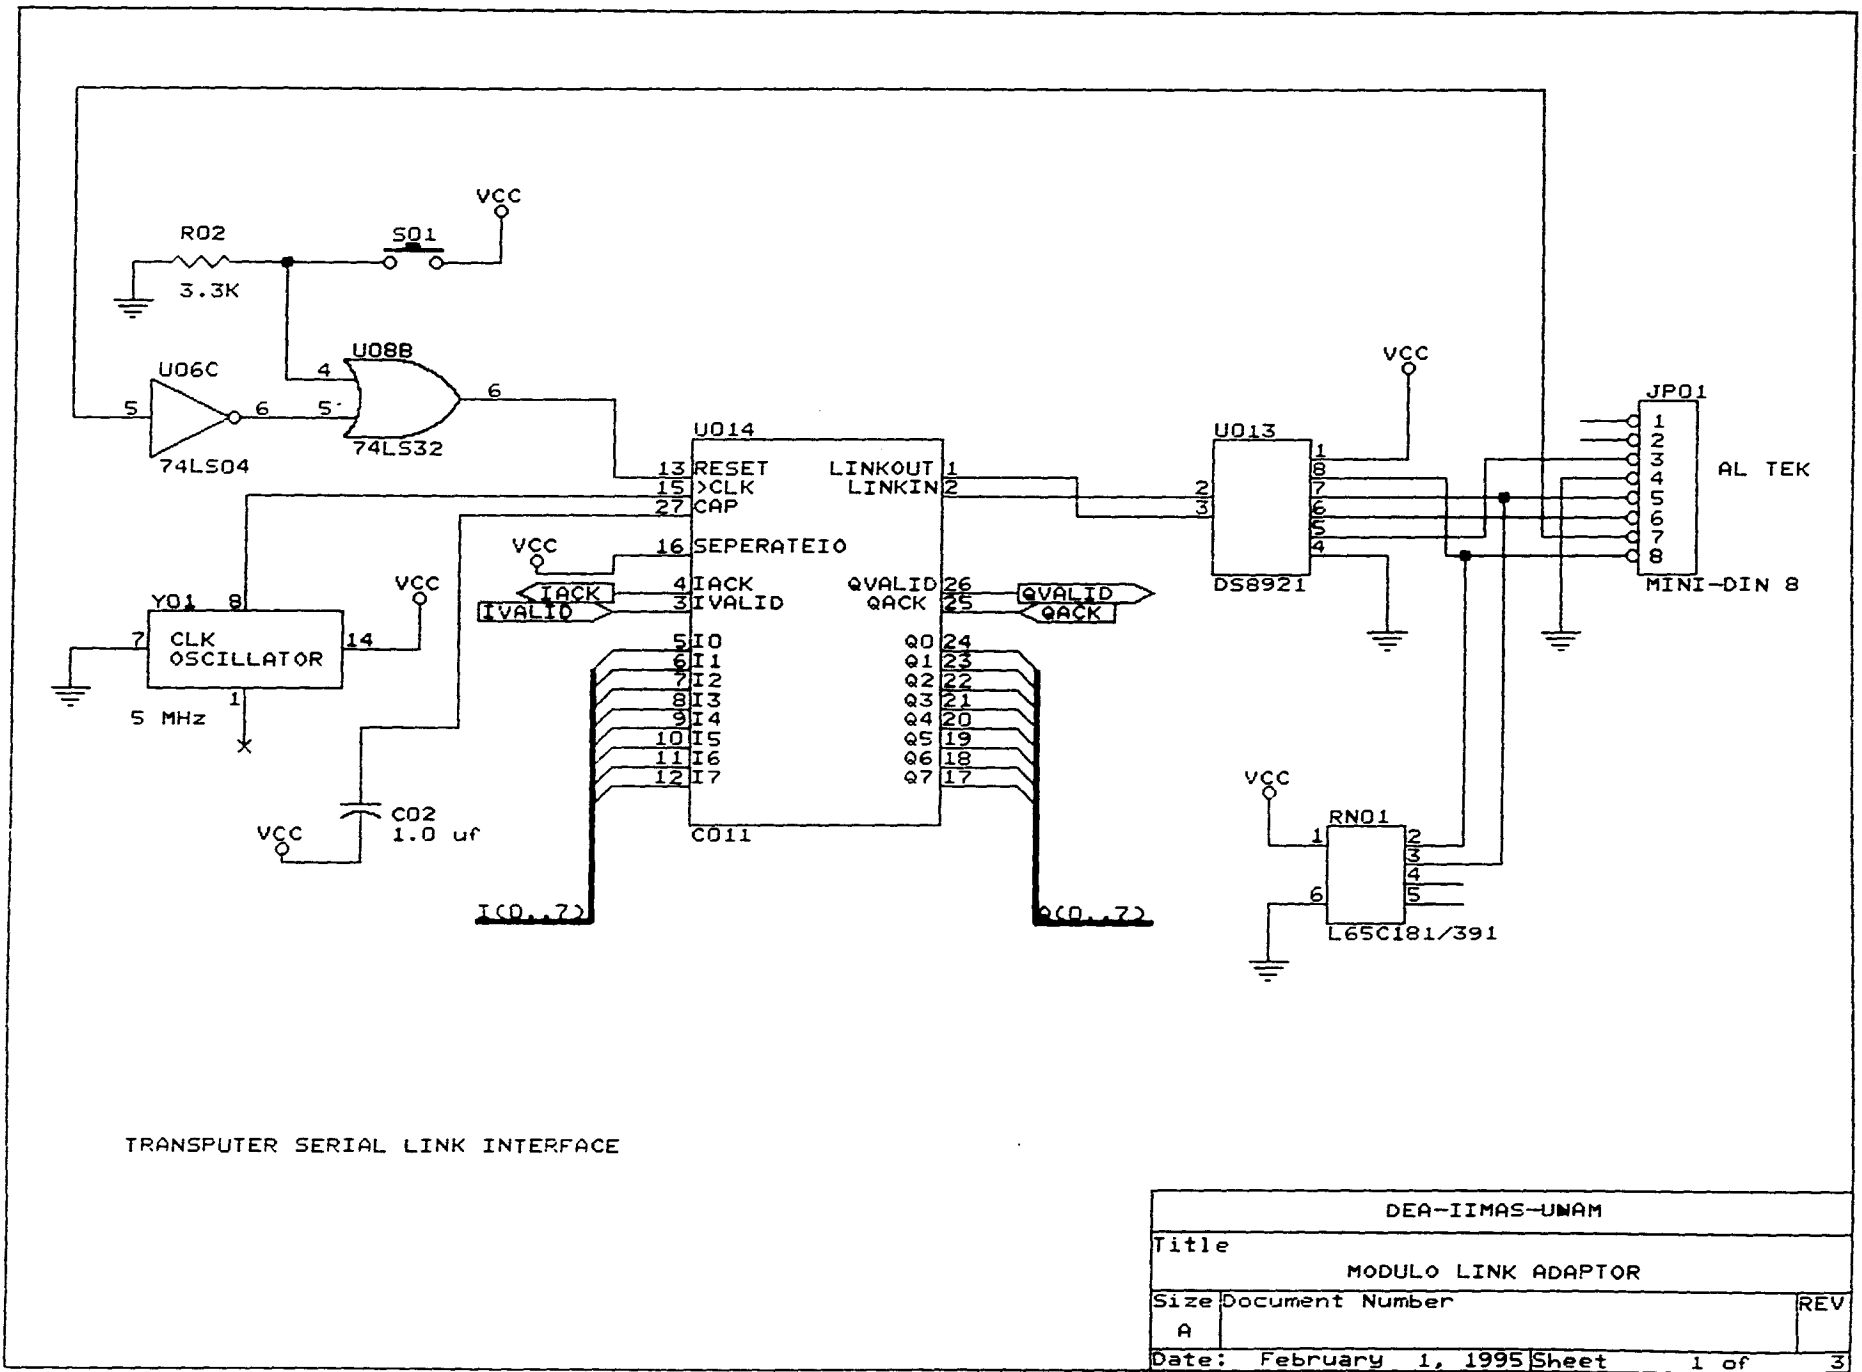 VCC
R02
S01
3.3K
U08B
U06C
4
5
6
5
6
74LS32
74LS04
VCC
JP01
U014
U013
13 RESET
LINKOUT 1
15 >CLK
LINKIN 2
27 CAP
2
3
1
8
7
6
5
4
1
2
3
4
5
6
7
8
AL TEK
VCC
16 SEPERATEIO
DS8921
MINI-DIN 8
IACK
4 IACK
QVALID 26
QVALID
IVALID
3 IVALID
QACK 25
QACK
VCC
Y01
8
7
CLK
OSCILLATOR
14
1
5 MHz
5 I0
Q0 24
6 I1
Q1 23
7 I2
Q2 22
8 I3
Q3 21
9 I4
Q4 20
10 I5
Q5 19
11 I6
Q6 18
12 I7
Q7 17
C011
VCC
C02
1.0 uf
VCC
RN01
1
2
3
4
5
6
L65C181/391
I(0..7)
Q(0..7)
TRANSPUTER SERIAL LINK INTERFACE
DEA-IIMAS-UNAM
Title
MODULO LINK ADAPTOR
Size Document Number
REV
A
Date: February 1, 1995 Sheet 1 of 3